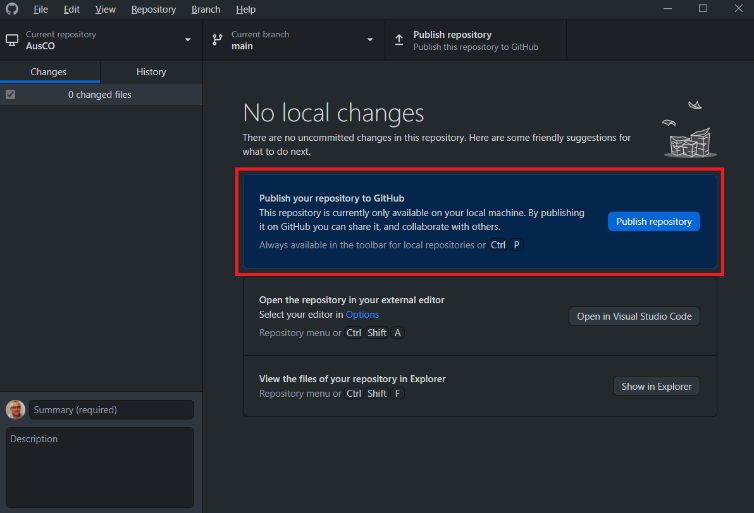 File Edit View Repository Branch Help
Current repository
AusCO
Current branch
main
Publish repository
Publish this repository to GitHub
Changes
History
0 changed files
No local changes
There are no uncommitted changes in this repository. Here are some friendly suggestions for
what to do next.
Publish your repository to GitHub
This repository is currently only available on your local machine. By publishing
it on GitHub you can share it, and collaborate with others.
Always available in the toolbar for local repositories or Ctrl P
Publish repository
Open the repository in your external editor
Select your editor in Options
Repository menu or Ctrl Shift A
Open in Visual Studio Code
View the files of your repository in Explorer
Repository menu or Ctrl Shift F
Show in Explorer
Summary (required)
Description